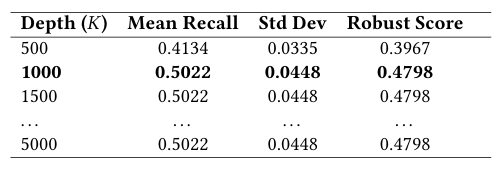 Depth (K) Mean Recall Std Dev Robust Score
500 0.4134 0.0335 0.3967
1000 0.5022 0.0448 0.4798
1500 0.5022 0.0448 0.4798
... ... ... ...
5000 0.5022 0.0448 0.4798